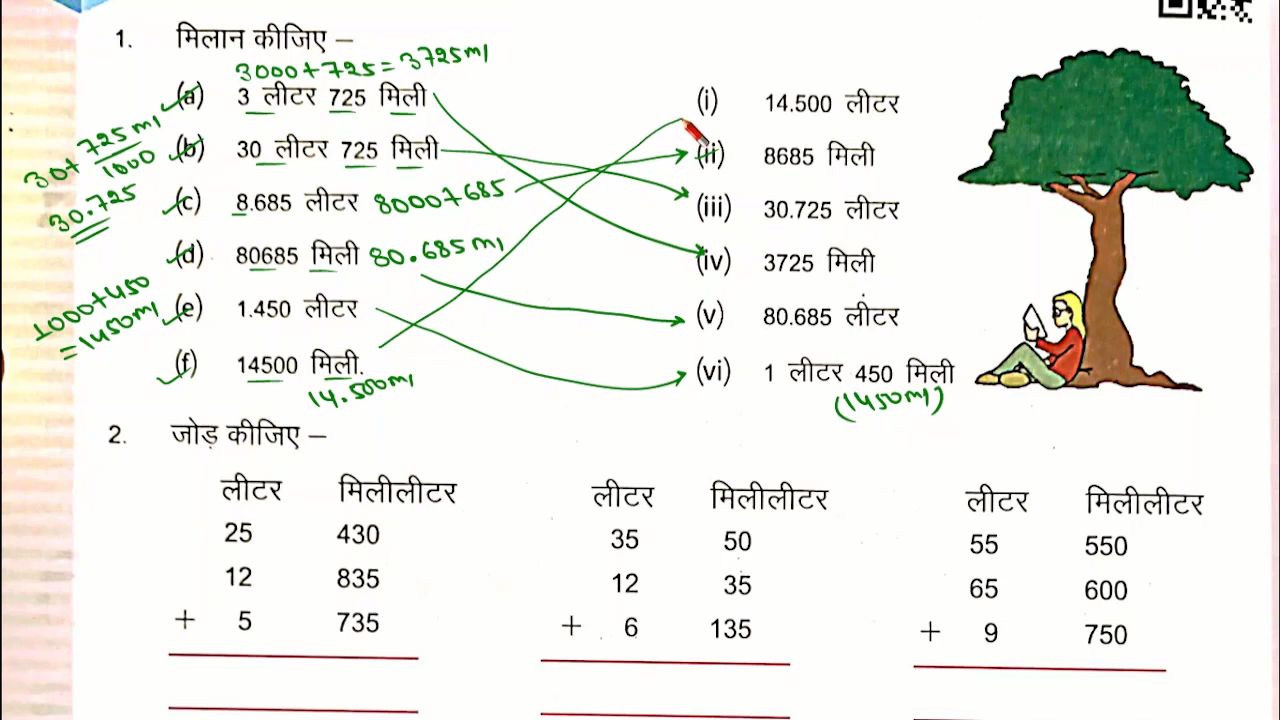 1. मिलान कीजिए –
3000+725=3725ml
(a) 3 लीटर 725 मिली (i) 14.500 लीटर
30+ 725ml/1000
30.725
(b) 30 लीटर 725 मिली (ii) 8685 मिली
(c) 8.685 लीटर 8000+685 (iii) 30.725 लीटर
(d) 80685 मिली 80.685ml (iv) 3725 मिली
1000+450
=1450ml
(e) 1.450 लीटर (v) 80.685 लीटर
(f) 14500 मिली. (vi) 1 लीटर 450 मिली
14.500ml (1450ml)
2. जोड़ कीजिए –
लीटर मिलीलीटर लीटर मिलीलीटर लीटर मिलीलीटर
25 430 35 50 55 550
12 835 12 35 65 600
+ 5 735 + 6 135 + 9 750